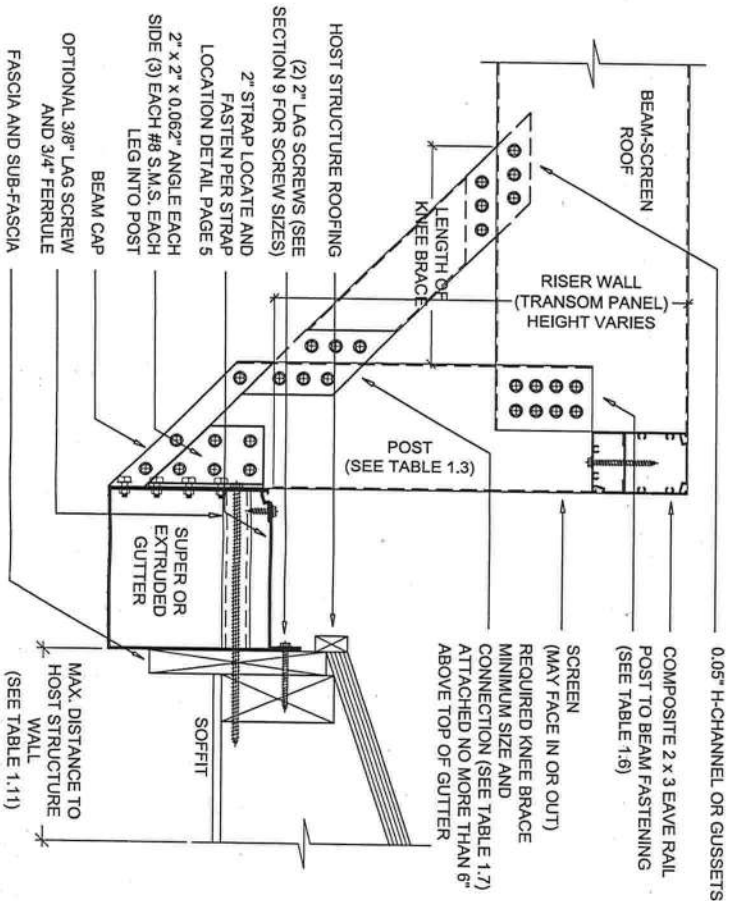 0.05" H-CHANNEL OR GUSSETS
COMPOSITE 2 x 3 EAVE RAIL
POST TO BEAM FASTENING
(SEE TABLE 1.6)
SCREEN
(MAY FACE IN OR OUT)
REQUIRED KNEE BRACE
MINIMUM SIZE AND
CONNECTION (SEE TABLE 1.7)
ATTACHED NO MORE THAN 6"
ABOVE TOP OF GUTTER
MAX. DISTANCE TO
HOST STRUCTURE
WALL
(SEE TABLE 1.11)
BEAM-SCREEN
ROOF
RISER WALL
(TRANSOM PANEL)
HEIGHT VARIES
LENGTH OF
KNEE BRACE
POST
(SEE TABLE 1.3)
SUPER OR
EXTRUDED
GUTTER
SOFFIT
HOST STRUCTURE ROOFING
(2) 2" LAG SCREWS (SEE
SECTION 9 FOR SCREW SIZES)
2" STRAP LOCATE AND
FASTEN PER STRAP
LOCATION DETAIL PAGE 5
2" x 2" x 0.062" ANGLE EACH
SIDE (3) EACH #8 S.M.S. EACH
LEG INTO POST
BEAM CAP
OPTIONAL 3/8" LAG SCREW
AND 3/4" FERRULE
FASCIA AND SUB-FASCIA